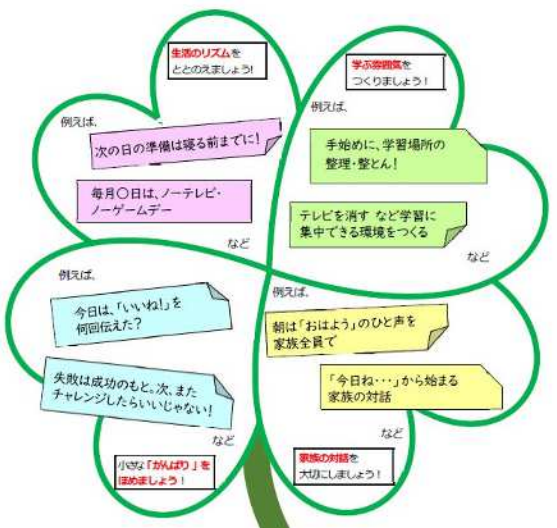 生活のリズムを
ととのえましょう!
例えば、
次の日の準備は寝る前までに!
毎月〇日は、ノーテレビ・
ノーゲームデー
など
学ぶ雰囲気を
つくりましょう!
例えば、
手始めに、学習場所の
整理・整とん!
テレビを消す など学習に
集中できる環境をつくる
など
例えば、
今日は、「いいね!」を
何回伝えた?
失敗は成功のもと。次、また
チャレンジしたらいいじゃない!
など
小さな「がんばり」を
ほめましょう!
例えば、
朝は「おはよう」のひと声を
家族全員で
「今日ね・・・」から始まる
家族の対話
など
家族の対話を
大切にしましょう!